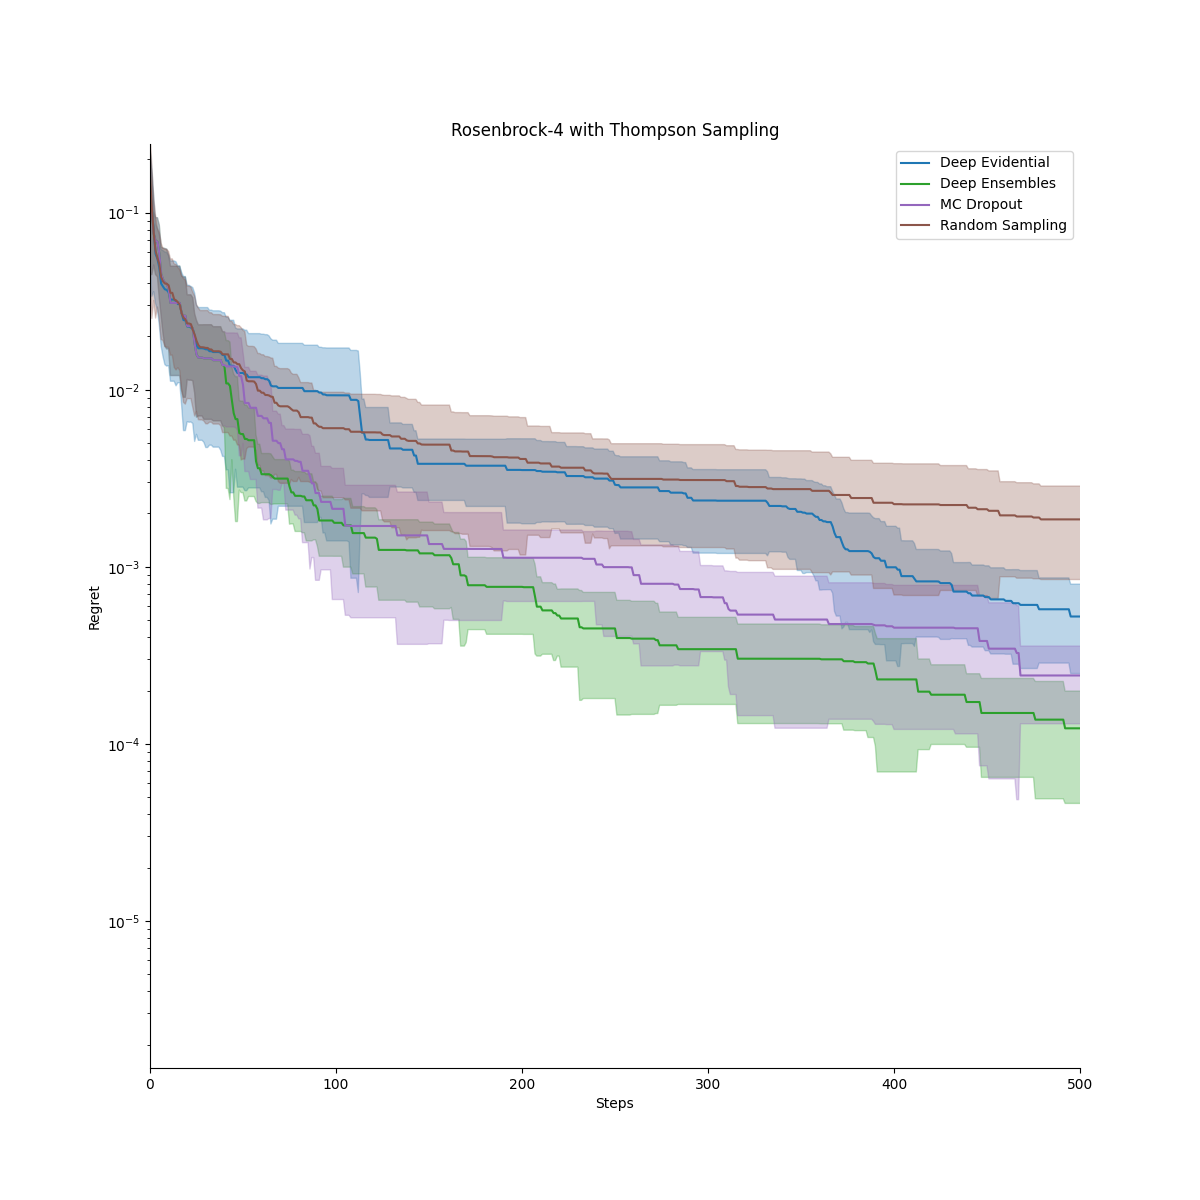 Rosenbrock-4 with Thompson Sampling
Deep Evidential
Deep Ensembles
MC Dropout
Random Sampling
10⁻¹
10⁻²
10⁻³
10⁻⁴
10⁻⁵
Regret
0 100 200 300 400 500
Steps